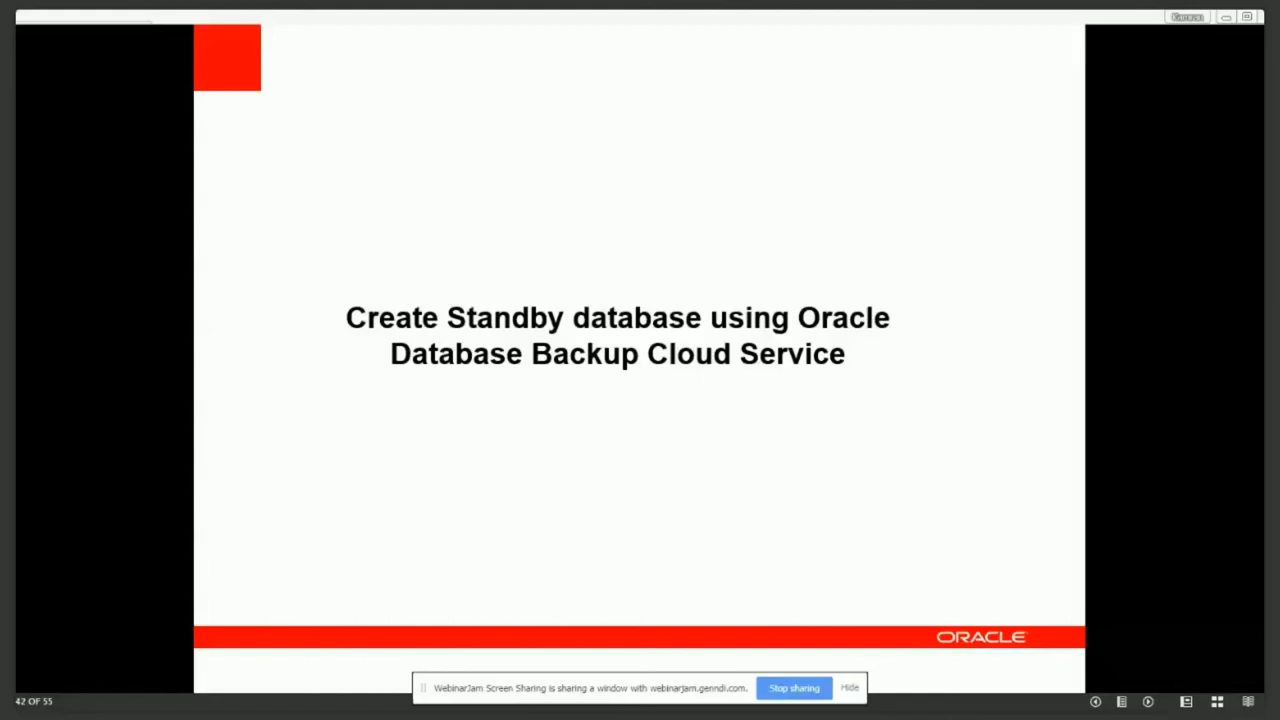 Create Standby database using Oracle
Database Backup Cloud Service
ORACLE
WebinarJam Screen Sharing is sharing a window with webinarjam.genndi.com.
Stop sharing
Hide
42 OF 55